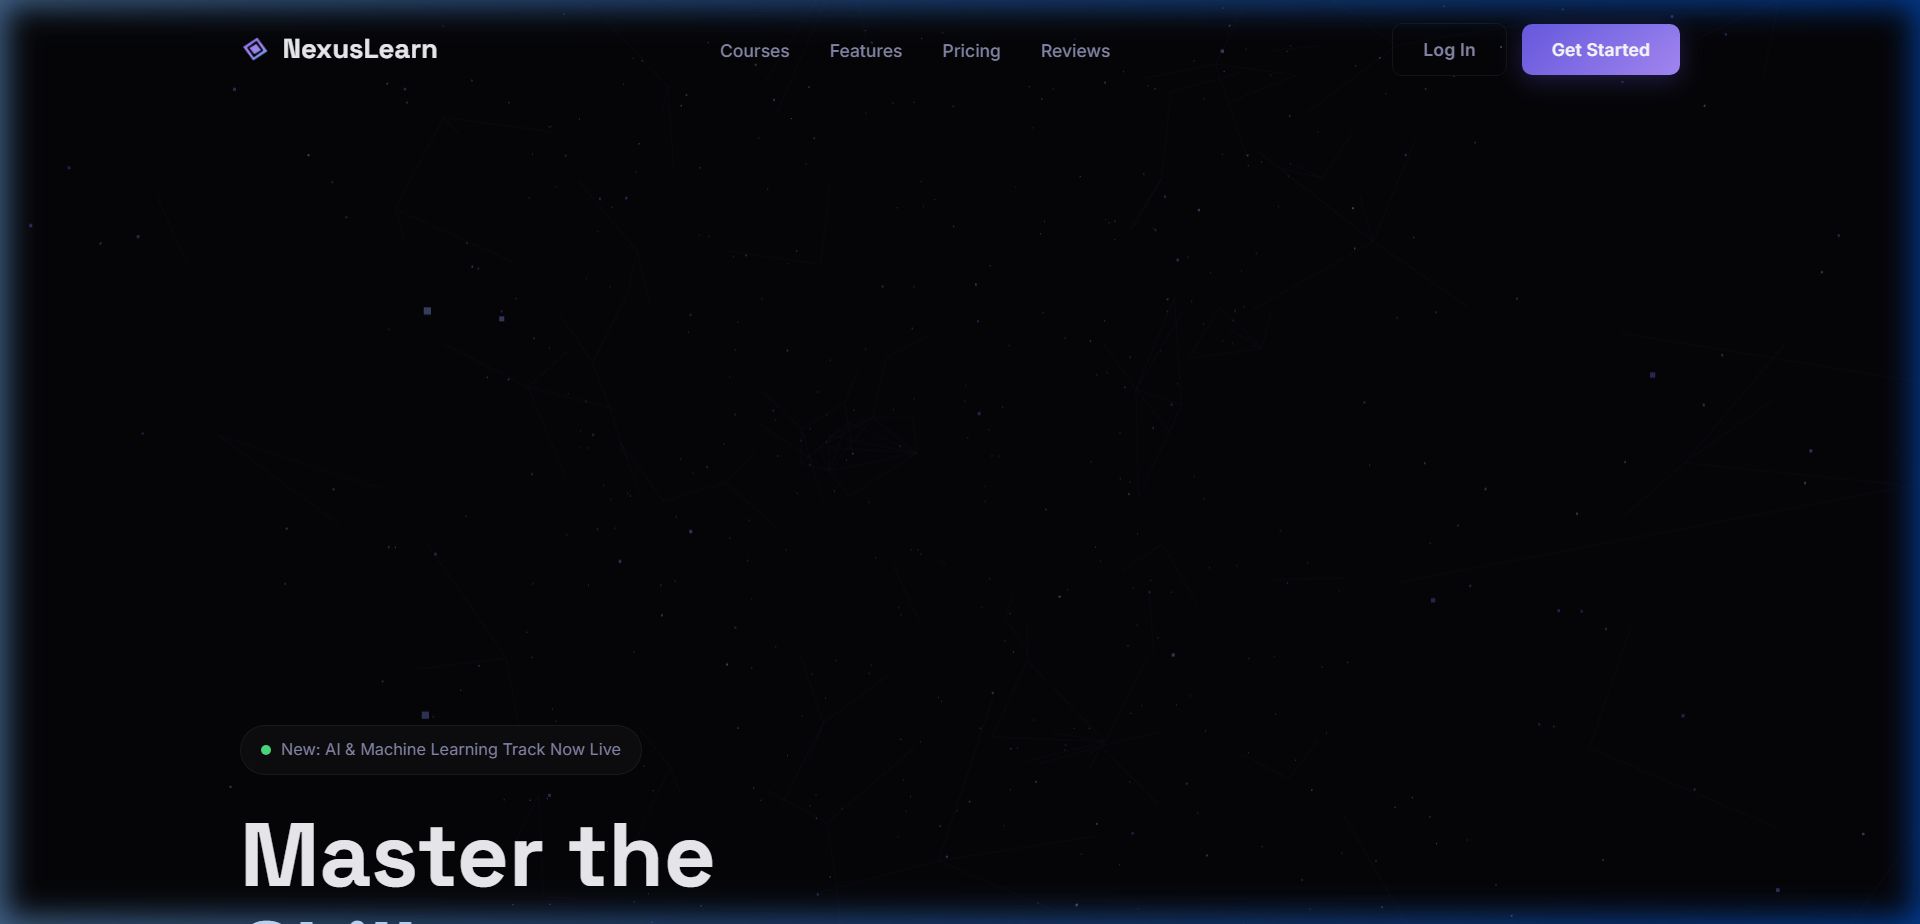 NexusLearn
Courses Features Pricing Reviews
Log In
Get Started
New: AI & Machine Learning Track Now Live
Master the